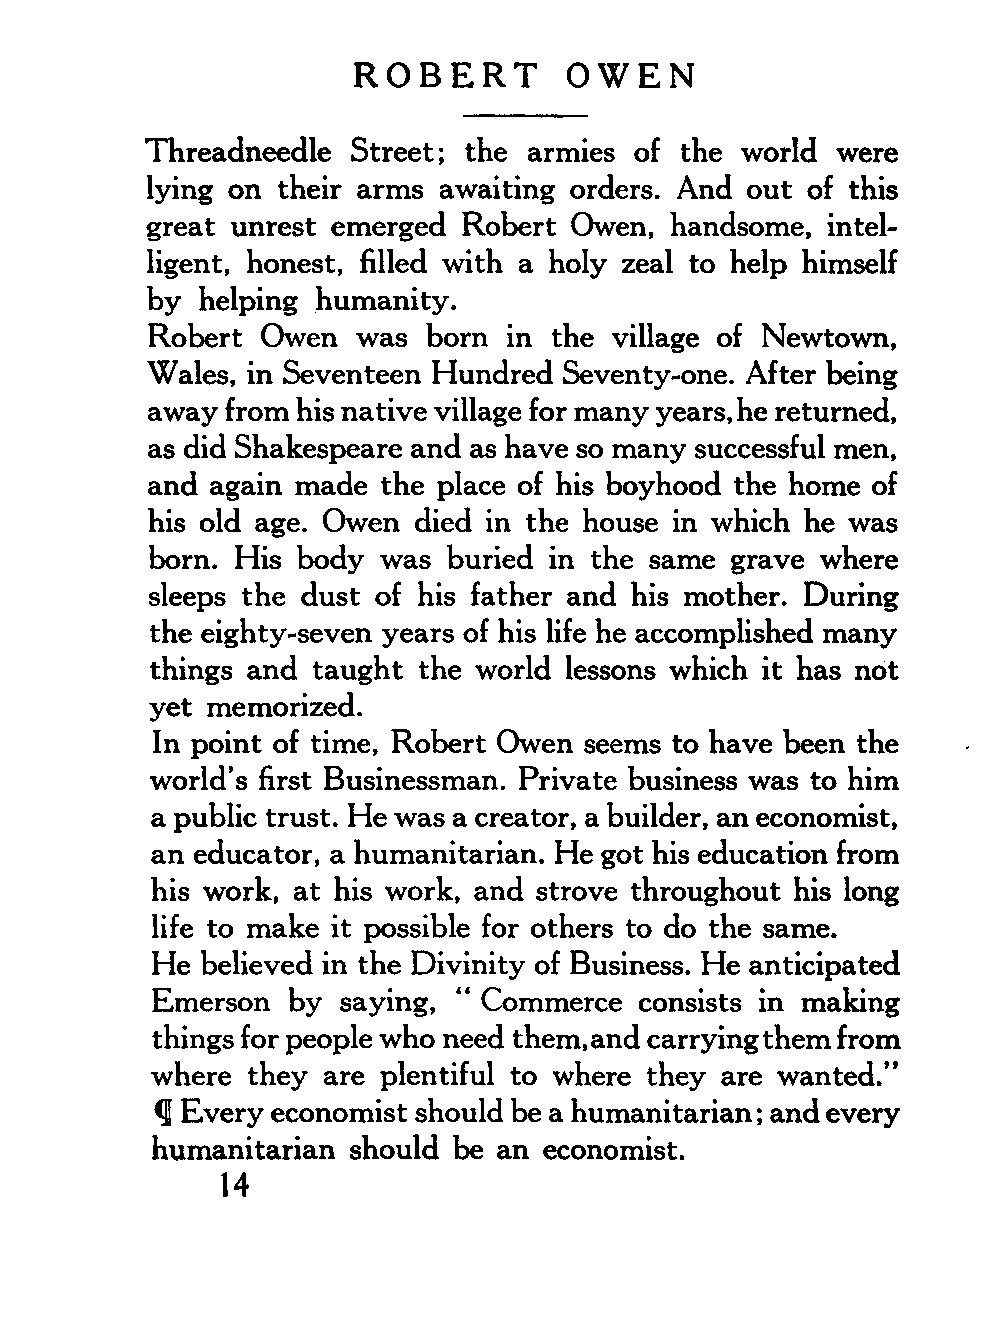 ROBERT OWEN
Threadneedle Street; the armies of the world were
lying on their arms awaiting orders. And out of this
great unrest emerged Robert Owen, handsome, intel-
ligent, honest, filled with a holy zeal to help himself
by helping humanity.
Robert Owen was born in the village of Newtown,
Wales, in Seventeen Hundred Seventy-one. After being
away from his native village for many years, he returned,
as did Shakespeare and as have so many successful men,
and again made the place of his boyhood the home of
his old age. Owen died in the house in which he was
born. His body was buried in the same grave where
sleeps the dust of his father and his mother. During
the eighty-seven years of his life he accomplished many
things and taught the world lessons which it has not
yet memorized.
In point of time, Robert Owen seems to have been the
world's first Businessman. Private business was to him
a public trust. He was a creator, a builder, an economist,
an educator, a humanitarian. He got his education from
his work, at his work, and strove throughout his long
life to make it possible for others to do the same.
He believed in the Divinity of Business. He anticipated
Emerson by saying, " Commerce consists in making
things for people who need them, and carrying them from
where they are plentiful to where they are wanted."
¶ Every economist should be a humanitarian; and every
humanitarian should be an economist.
14